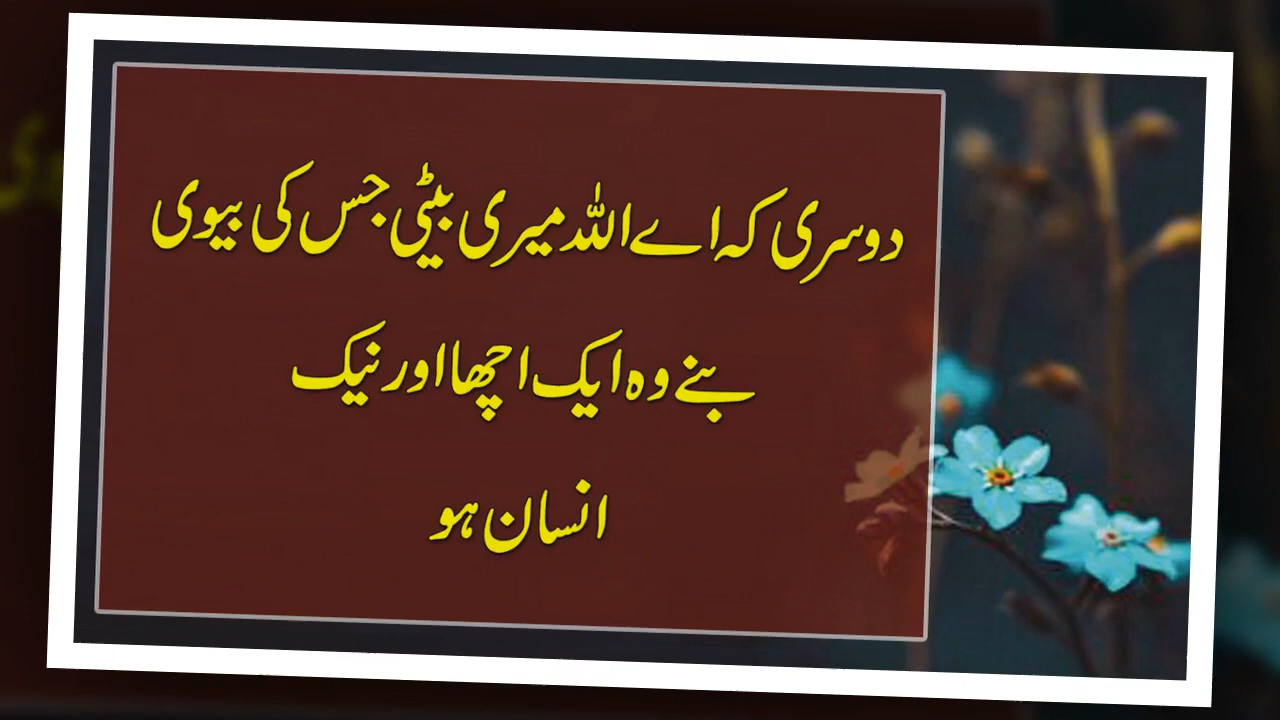 دوسری کہ اے اللہ میری بیٹی جس کی بیوی
بنے وہ ایک اچھا اور نیک
انسان ہو